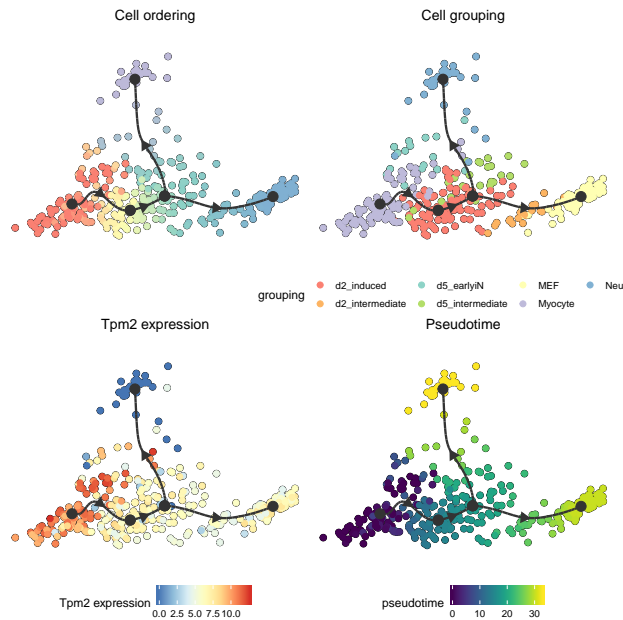 Cell ordering
Cell grouping
grouping
d2_induced
d5_earlyiN
MEF
Neu
d2_intermediate
d5_intermediate
Myocyte
Tpm2 expression
Pseudotime
Tpm2 expression
0.0 2.5 5.0 7.5 10.0
pseudotime
0 10 20 30